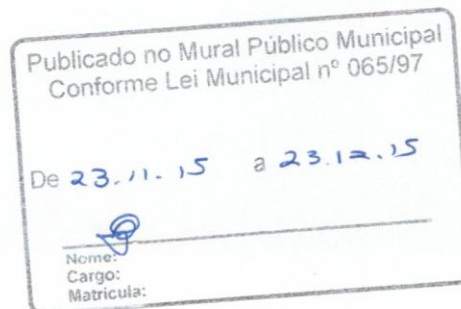 Publicado no Mural Público Municipal
Conforme Lei Municipal nº 065/97
De 23.11.15 a 23.12.15
Nome:
Cargo:
Matricula: